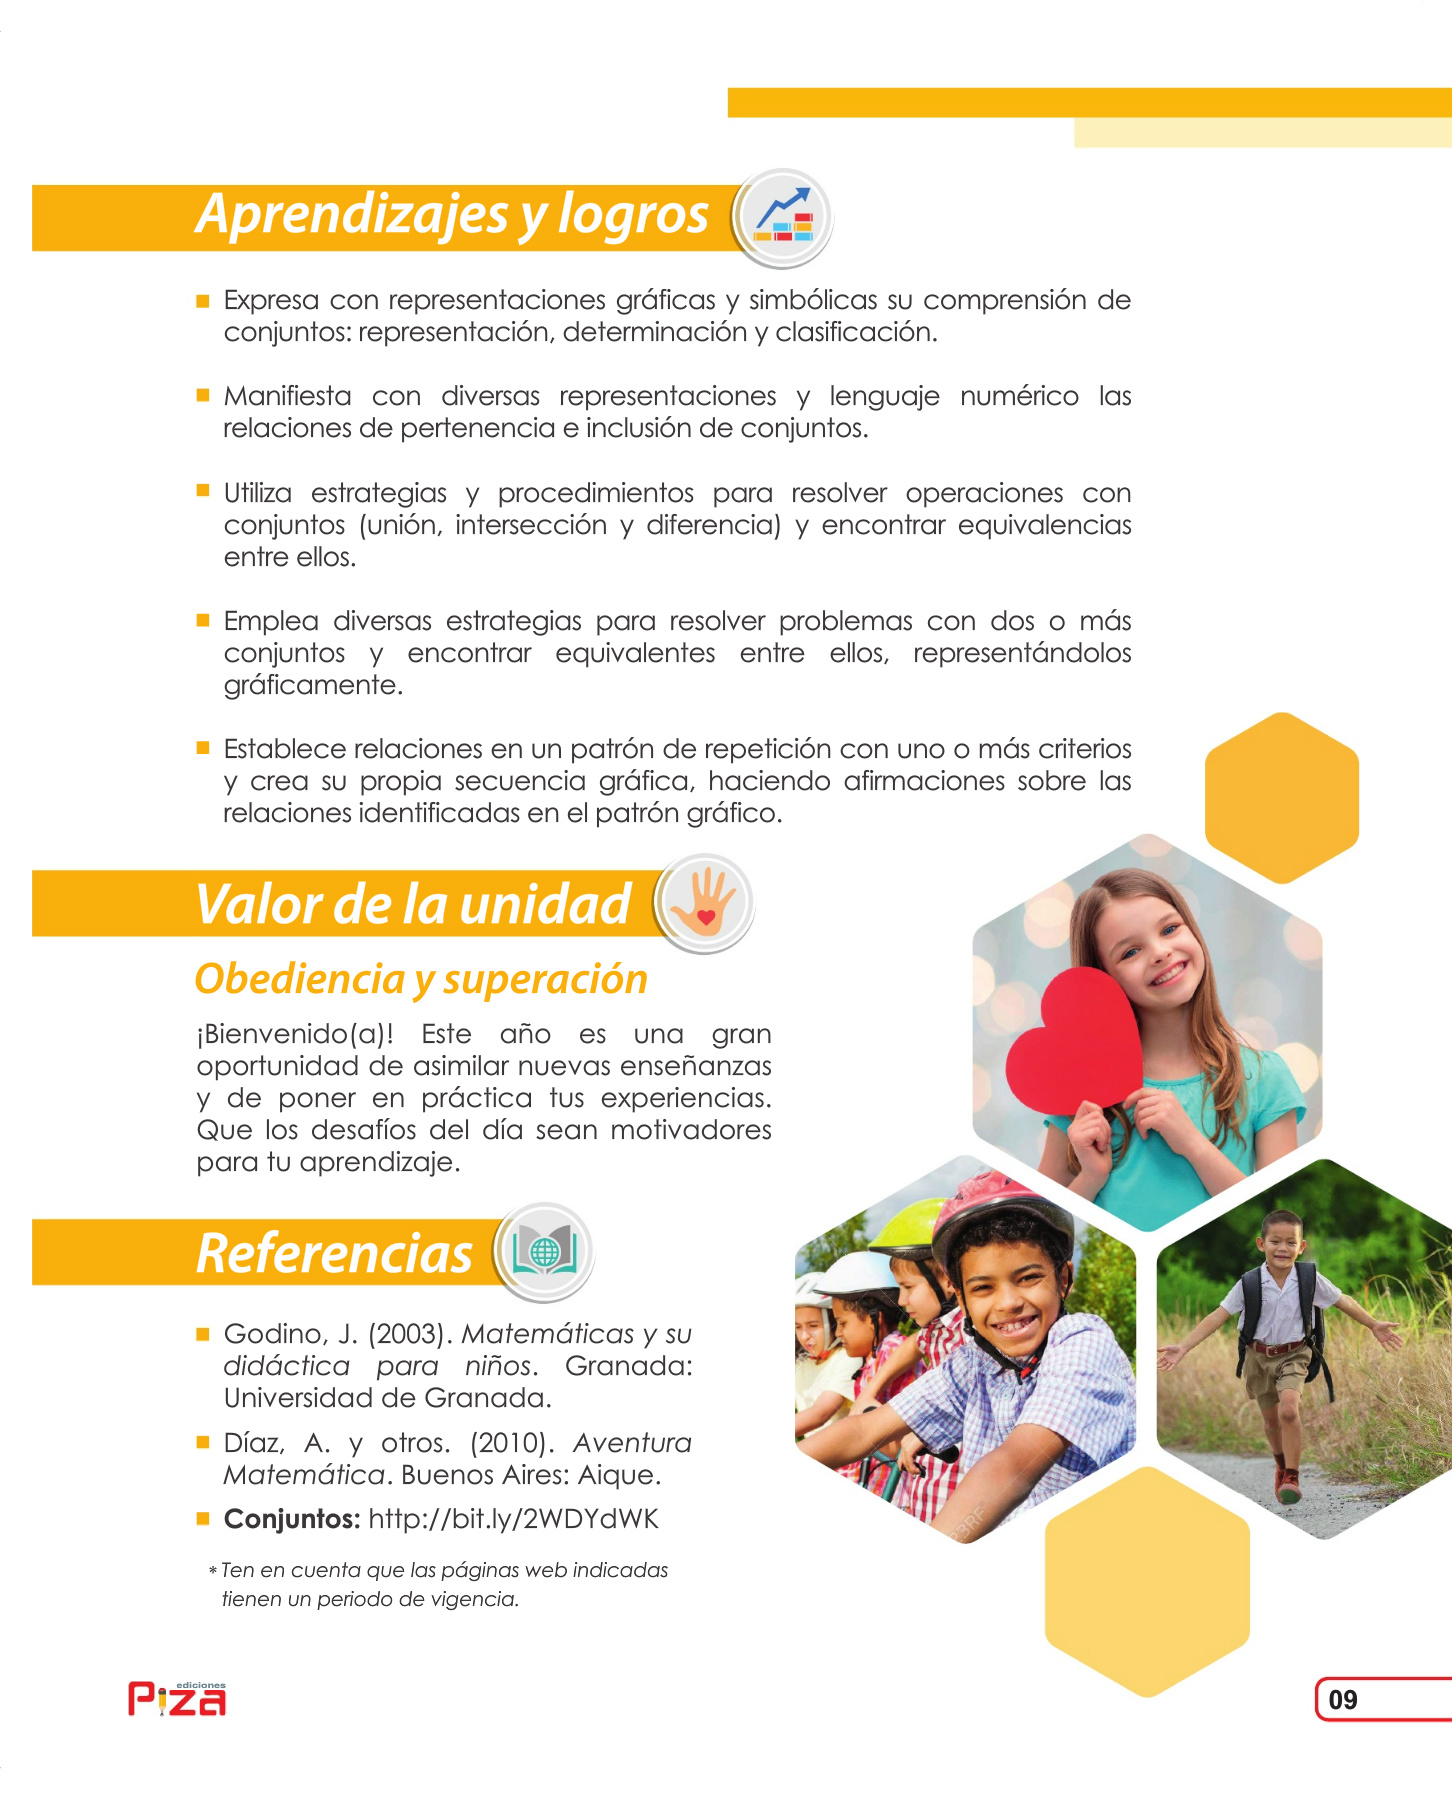 Aprendizajes y logros
Expresa con representaciones gráficas y simbólicas su comprensión de
conjuntos: representación, determinación y clasificación.
Manifiesta con diversas representaciones y lenguaje numérico las
relaciones de pertenencia e inclusión de conjuntos.
Utiliza estrategias y procedimientos para resolver operaciones con
conjuntos (unión, intersección y diferencia) y encontrar equivalencias
entre ellos.
Emplea diversas estrategias para resolver problemas con dos o más
conjuntos y encontrar equivalentes entre ellos, representándolos
gráficamente.
Establece relaciones en un patrón de repetición con uno o más criterios
y crea su propia secuencia gráfica, haciendo afirmaciones sobre las
relaciones identificadas en el patrón gráfico.
Valor de la unidad
Obediencia y superación
¡Bienvenido(a)! Este año es una gran
oportunidad de asimilar nuevas enseñanzas
y de poner en práctica tus experiencias.
Que los desafíos del día sean motivadores
para tu aprendizaje.
Referencias
Godino, J. (2003). Matemáticas y su
didáctica para niños. Granada:
Universidad de Granada.
Díaz, A. y otros. (2010). Aventura
Matemática. Buenos Aires: Aique.
Conjuntos: http://bit.ly/2WDYdWK
* Ten en cuenta que las páginas web indicadas
tienen un periodo de vigencia.
ediciones
Piza
09